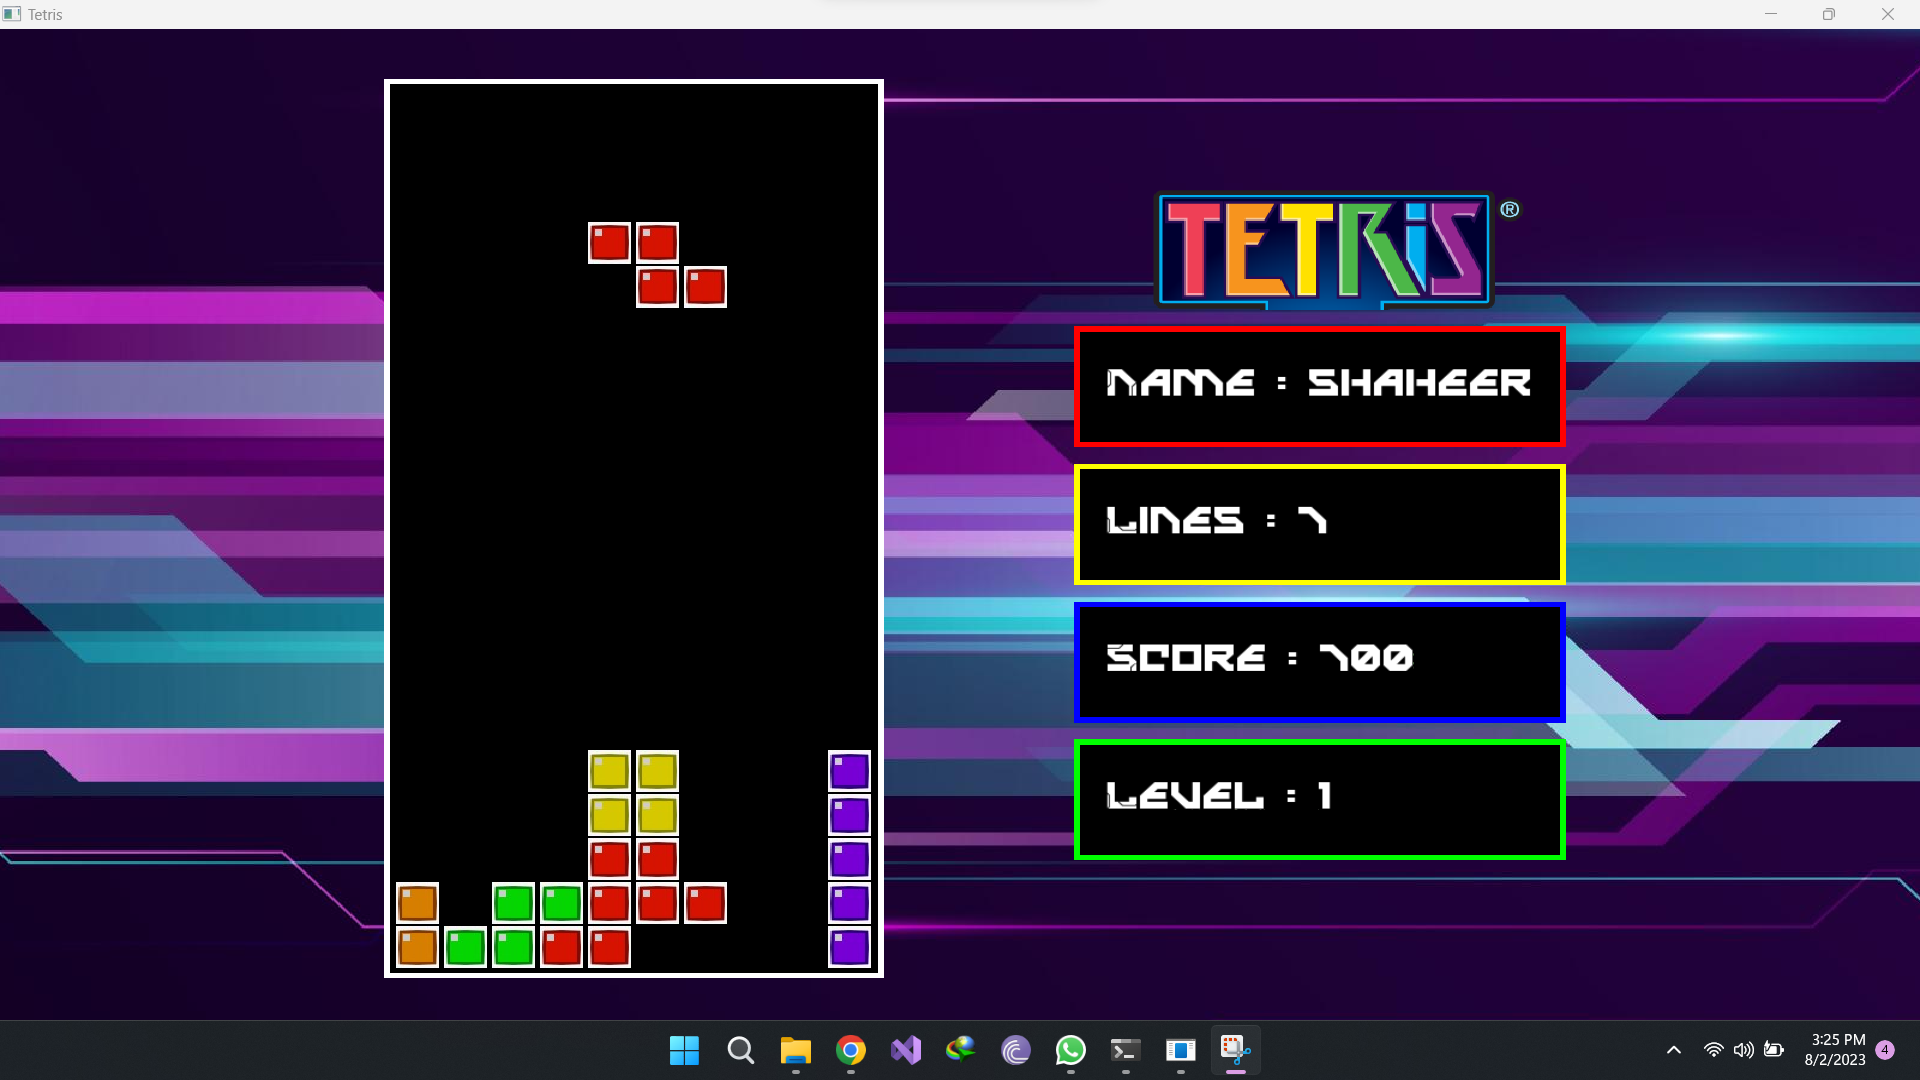 Tetris
TETRIS®
NAME : SHAHEER
LINES : 7
SCORE : 700
LEVEL : 1
3:25 PM
8/2/2023
4